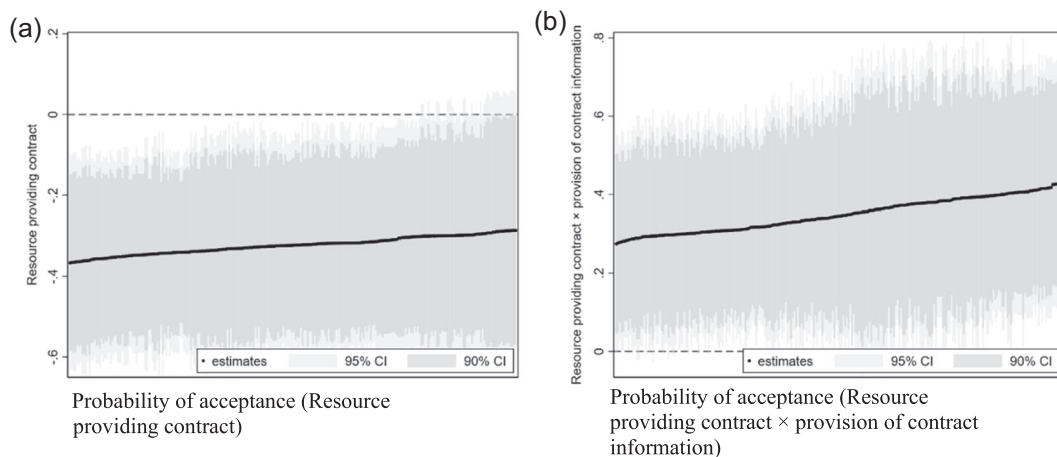 (a)
.2
0
-.2
-.4
-.6
Resource providing contract
• estimates 95% CI 90% CI
Probability of acceptance (Resource
providing contract)
(b)
.8
.6
.4
.2
0
Resource providing contract × provision of contract information
• estimates 95% CI 90% CI
Probability of acceptance (Resource
providing contract × provision of contract
information)